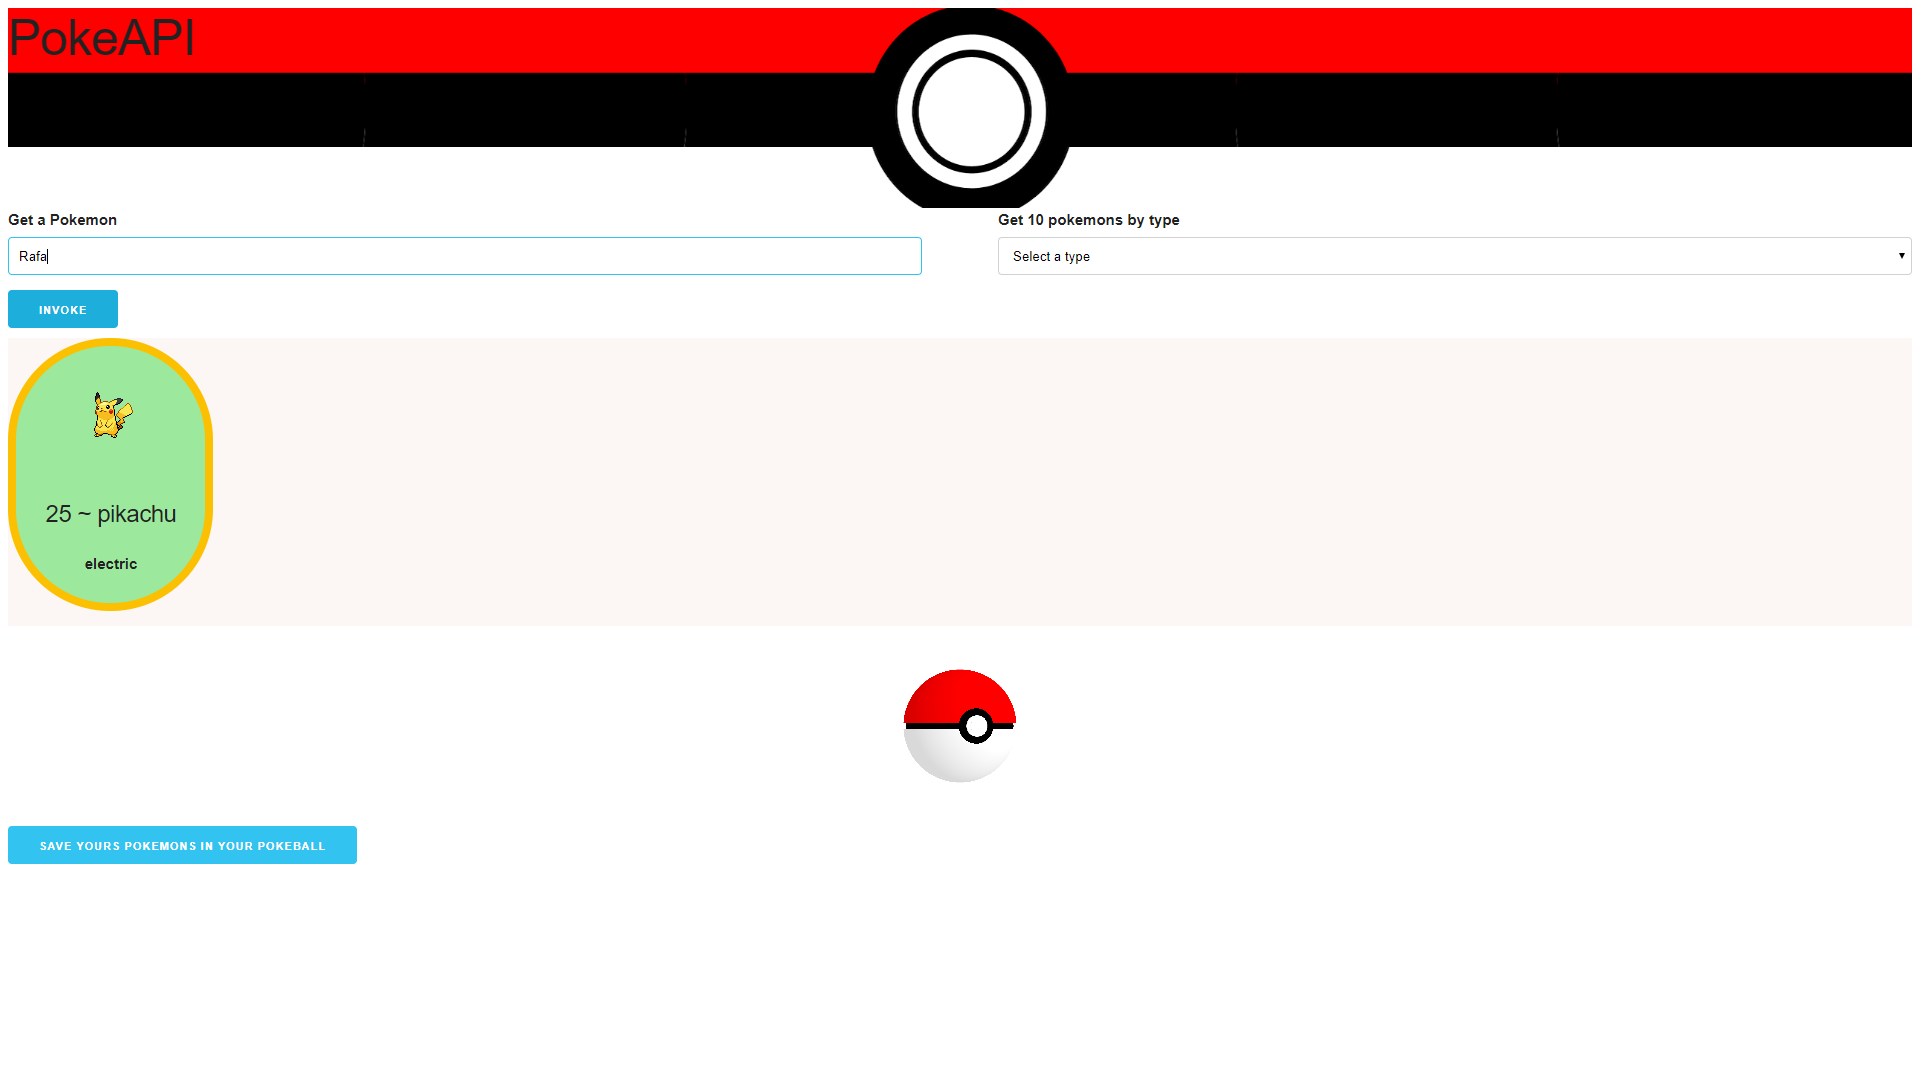 PokeAPI
Get a Pokemon
Rafa
INVOKE
Get 10 pokemons by type
Select a type
25 ~ pikachu
electric
SAVE YOURS POKEMONS IN YOUR POKEBALL